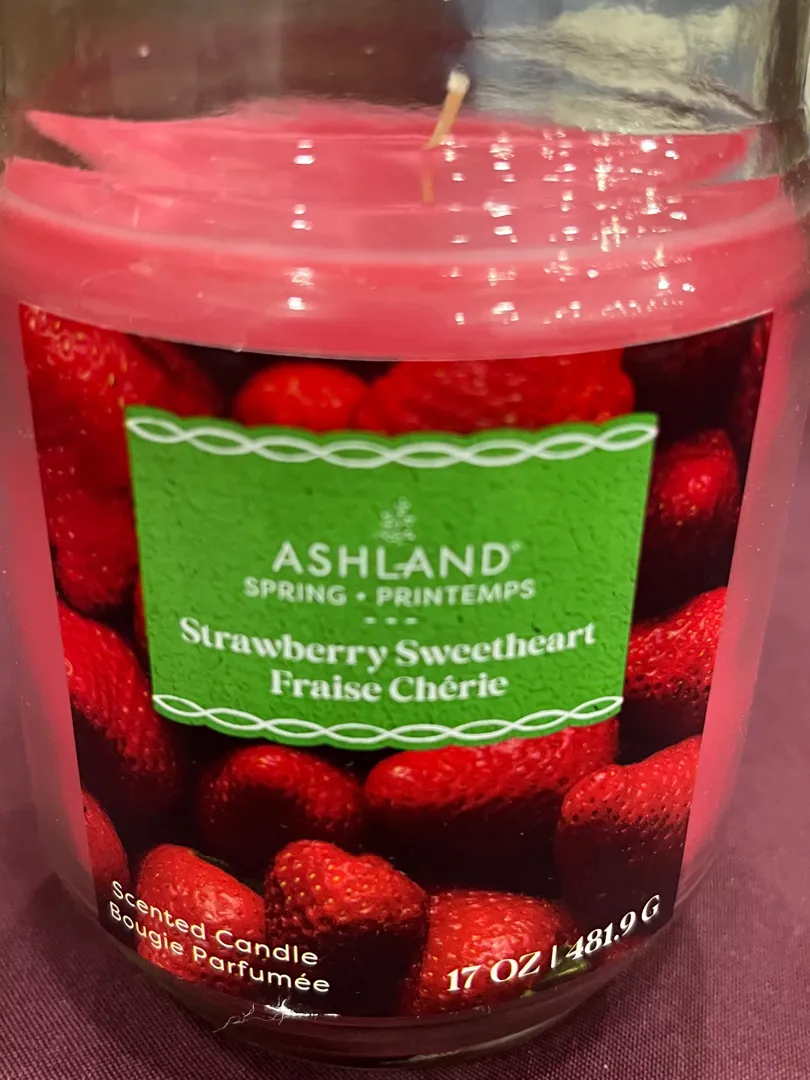 ASHLAND®
SPRING • PRINTEMPS
Strawberry Sweetheart
Fraise Chérie
Scented Candle
Bougie Parfumée
17 OZ | 481.9 G